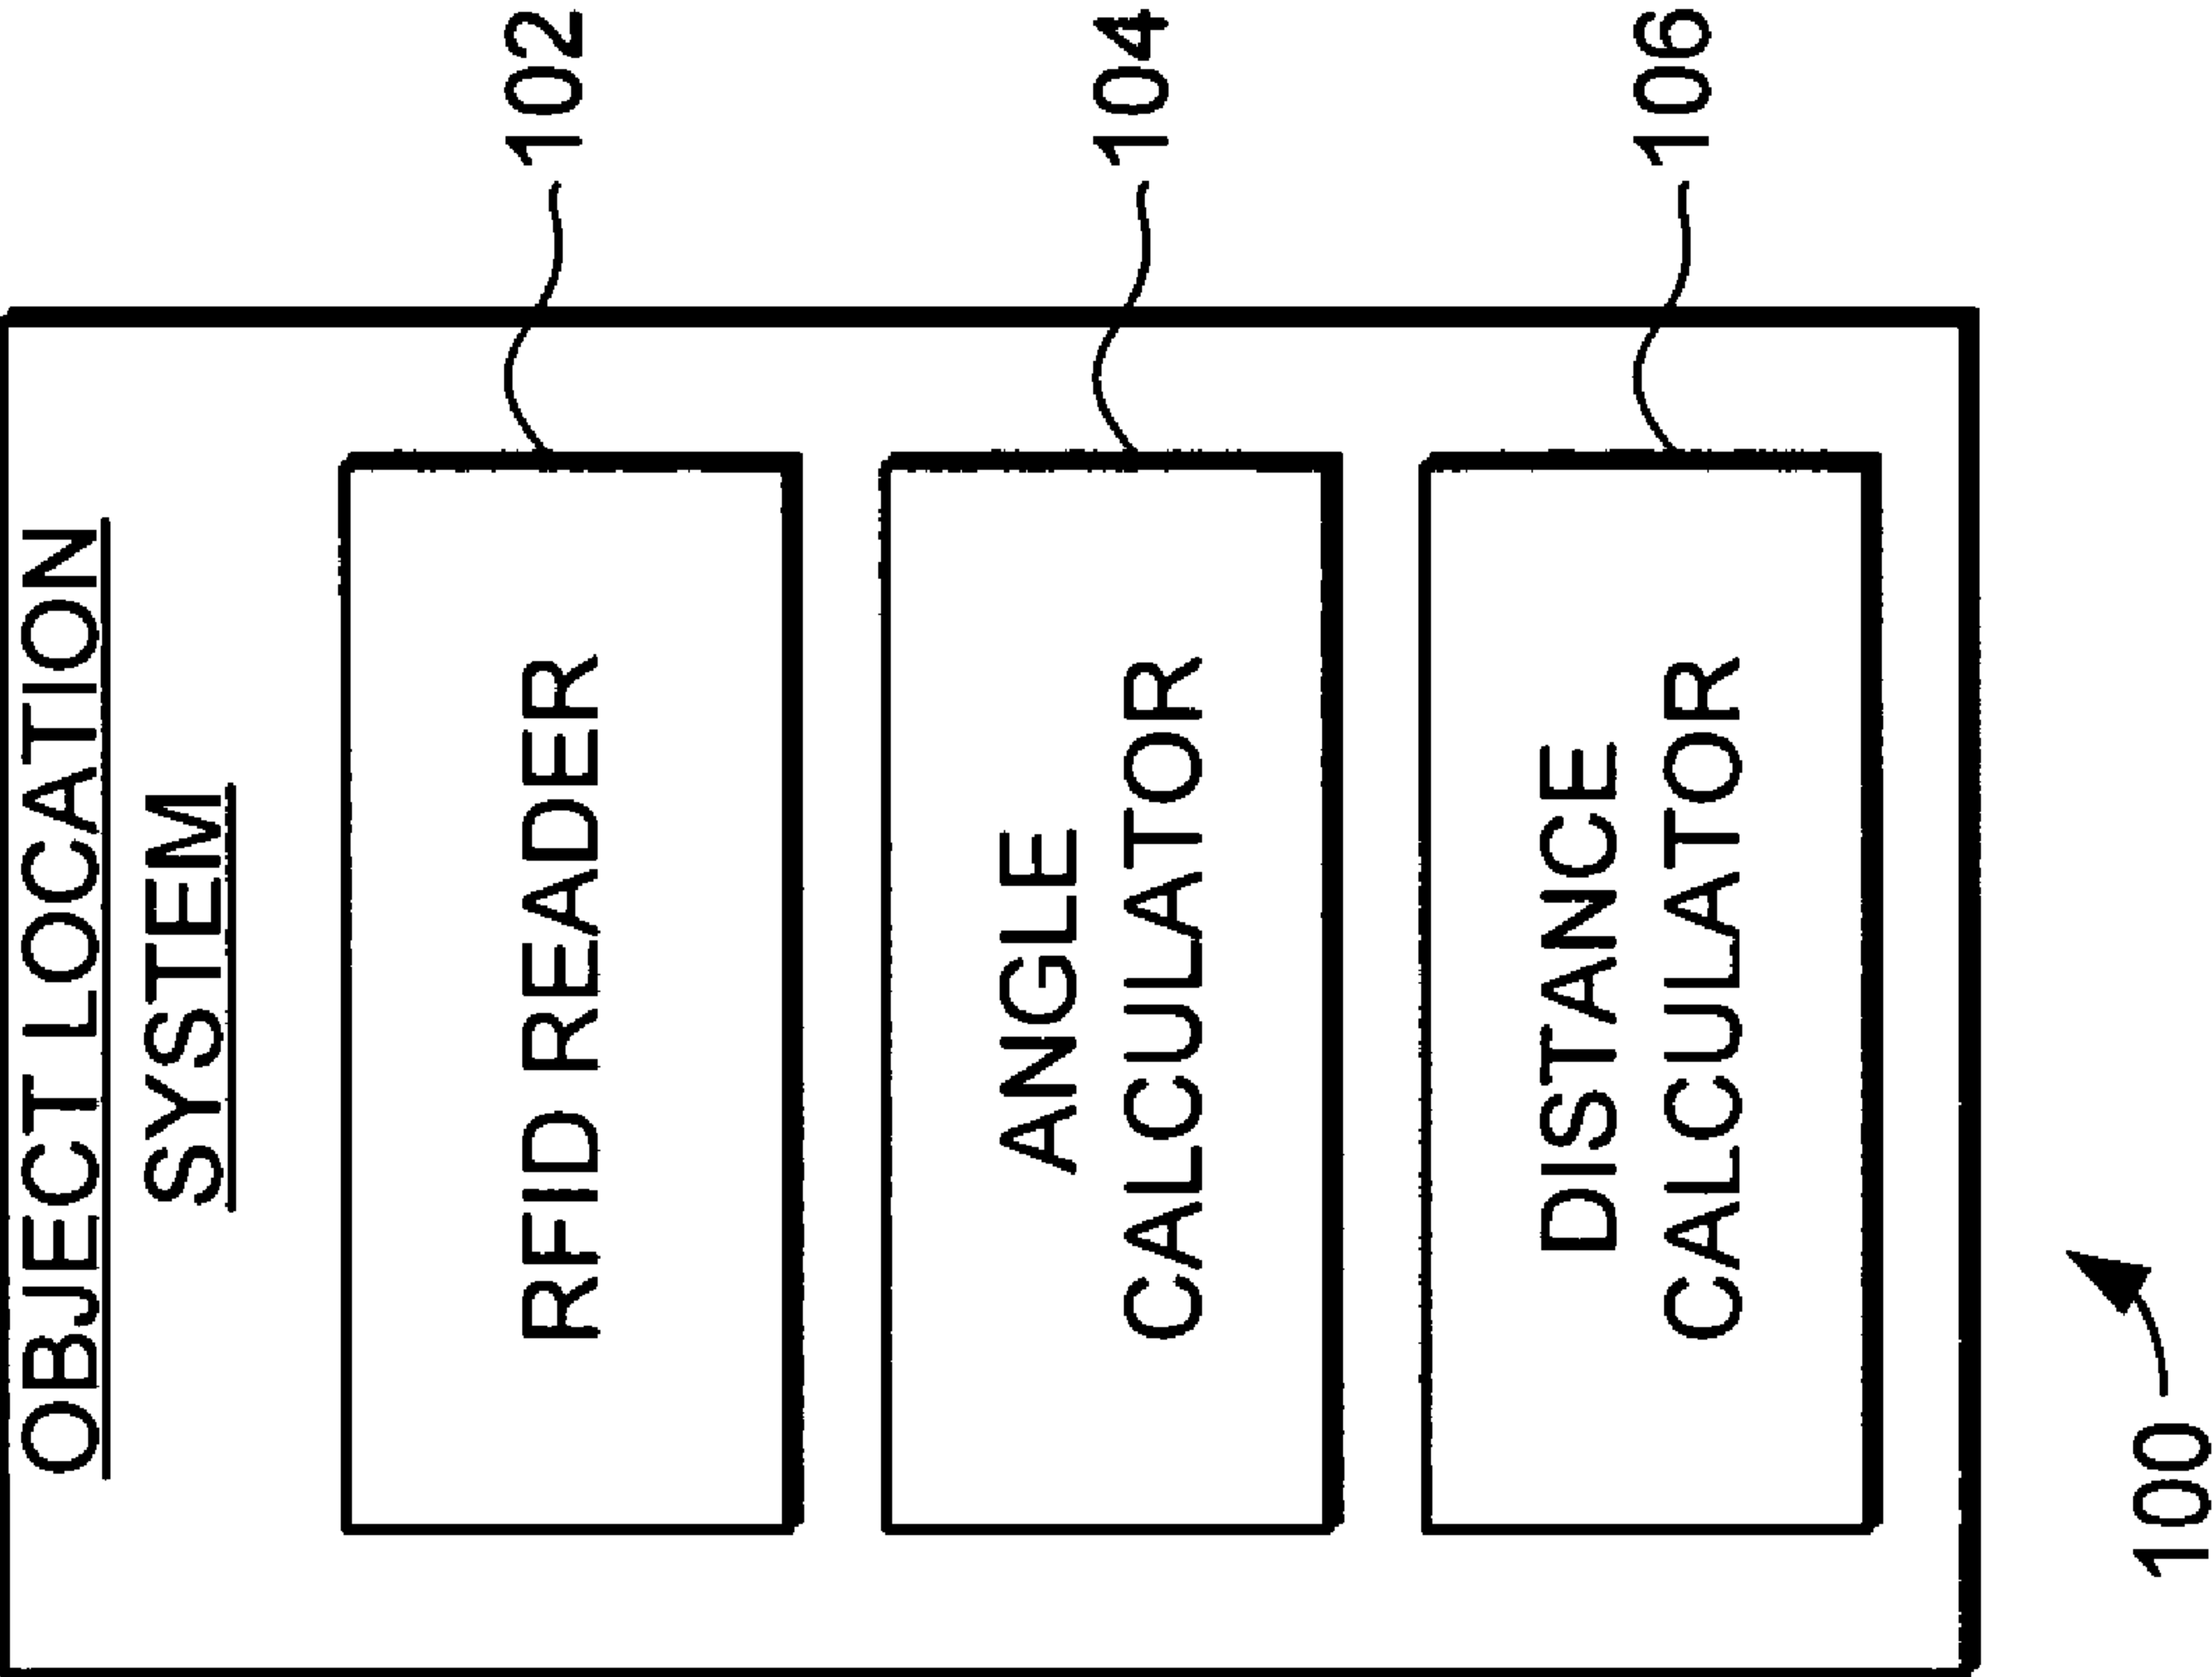 OBJECT LOCATION
SYSTEM
RFID READER
102
ANGLE
CALCULATOR
104
DISTANCE
CALCULATOR
106
100